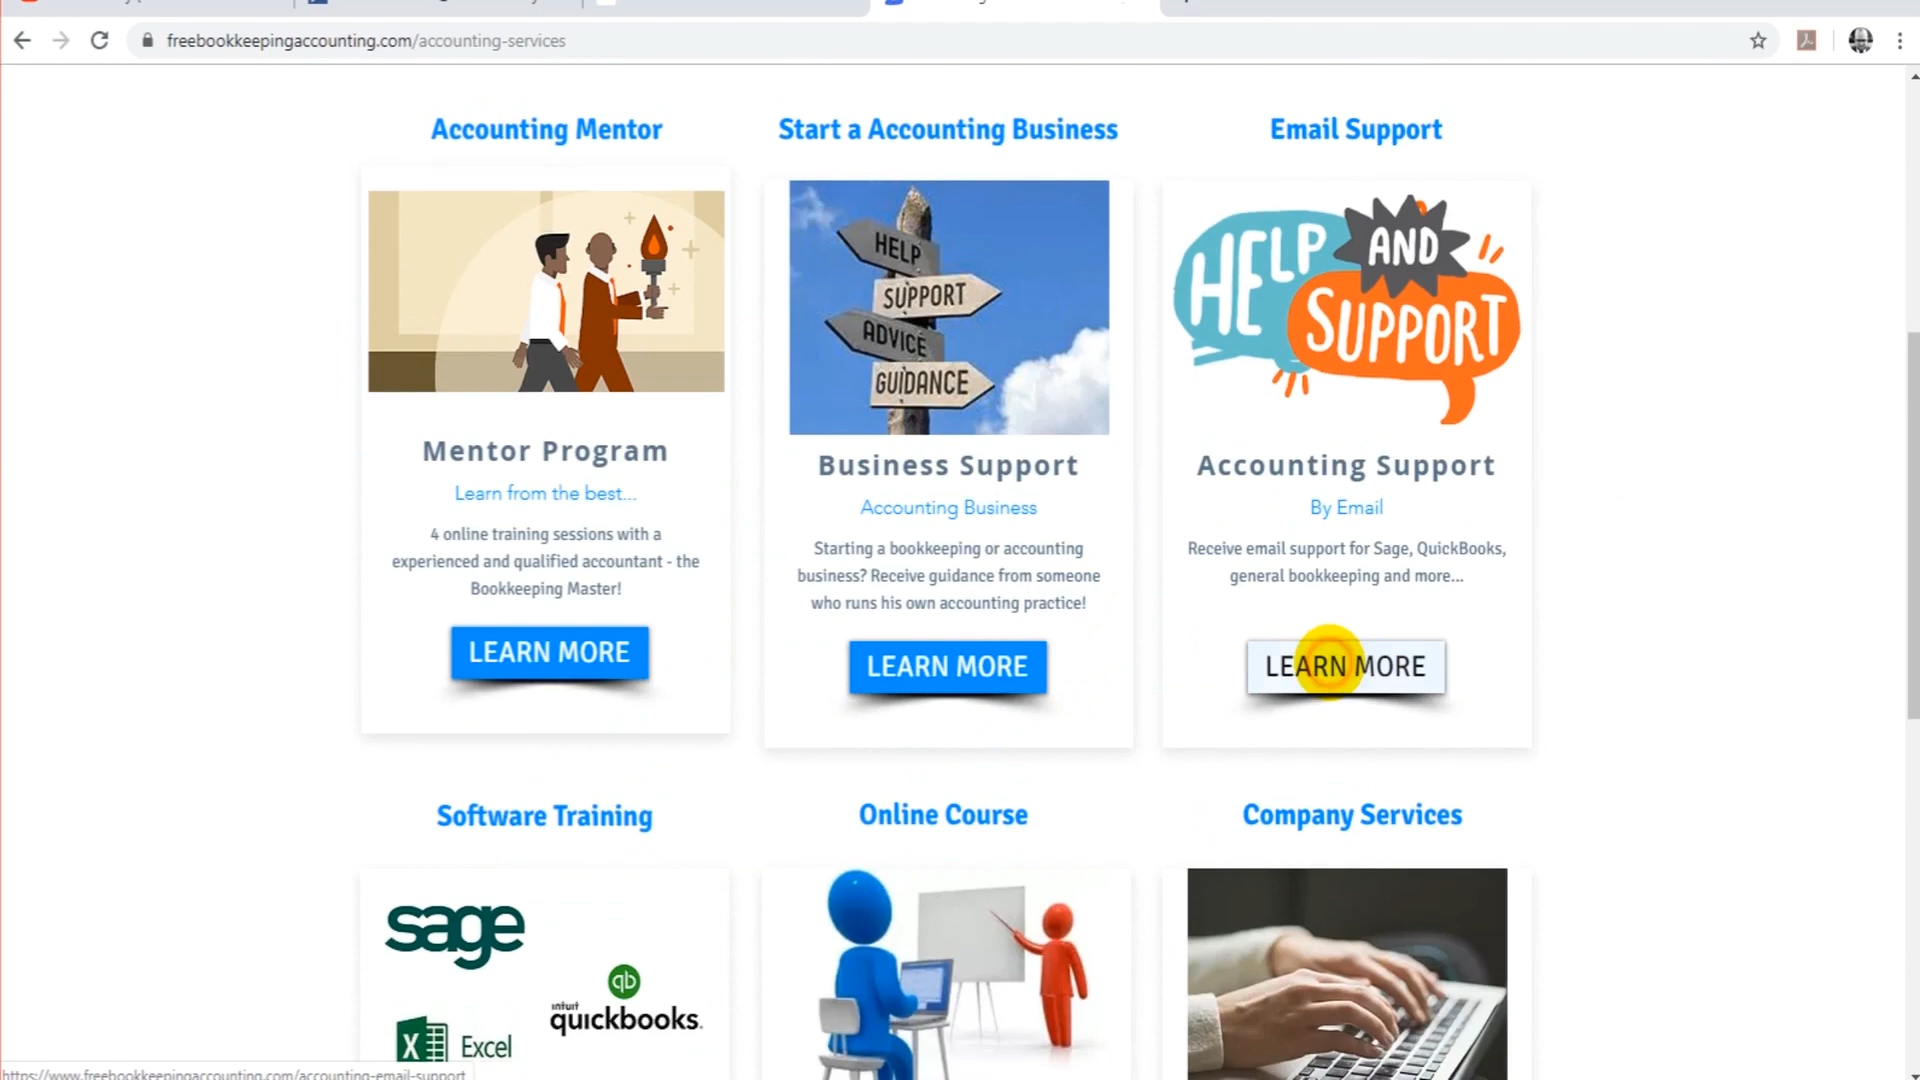 freebookkeepingaccounting.com/accounting-services
Accounting Mentor
Start a Accounting Business
Email Support
HELP
SUPPORT
ADVICE
GUIDANCE
HELP
AND
SUPPORT
Mentor Program
Learn from the best...
4 online training sessions with a
experienced and qualified accountant - the
Bookkeeping Master!
LEARN MORE
Business Support
Accounting Business
Starting a bookkeeping or accounting
business? Receive guidance from someone
who runs his own accounting practice!
LEARN MORE
Accounting Support
By Email
Receive email support for Sage, QuickBooks,
general bookkeeping and more...
LEARN MORE
Software Training
Online Course
Company Services
sage
qb
intuit
quickbooks.
X
Excel
https://www.freebookkeepingaccounting.com/accounting-email-support